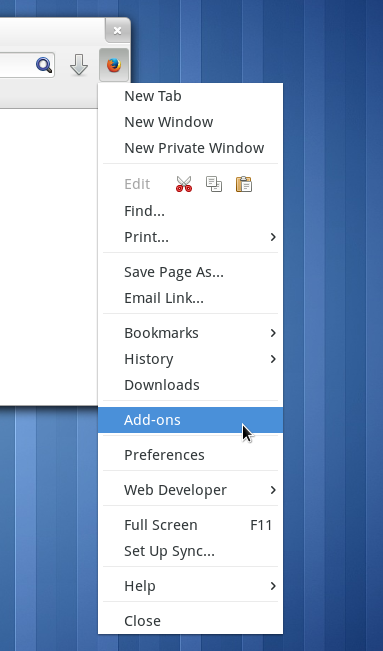 New Tab
New Window
New Private Window
Edit
Find...
Print...
Save Page As...
Email Link...
Bookmarks
History
Downloads
Add-ons
Preferences
Web Developer
Full Screen F11
Set Up Sync...
Help
Close